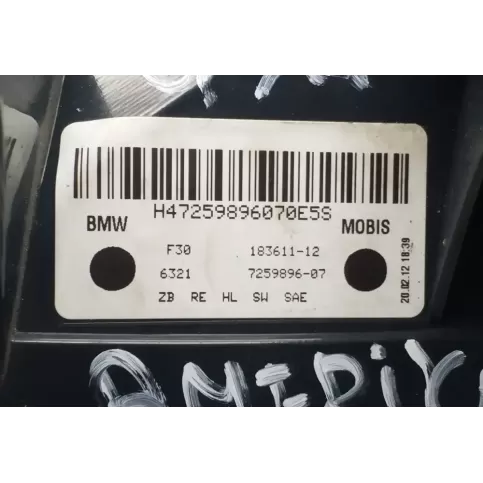 H47259896070E5S
BMW MOBIS
F30 183611-12
6321 7259896-07
ZB RE HL SW SAE
20.02.12 18:39